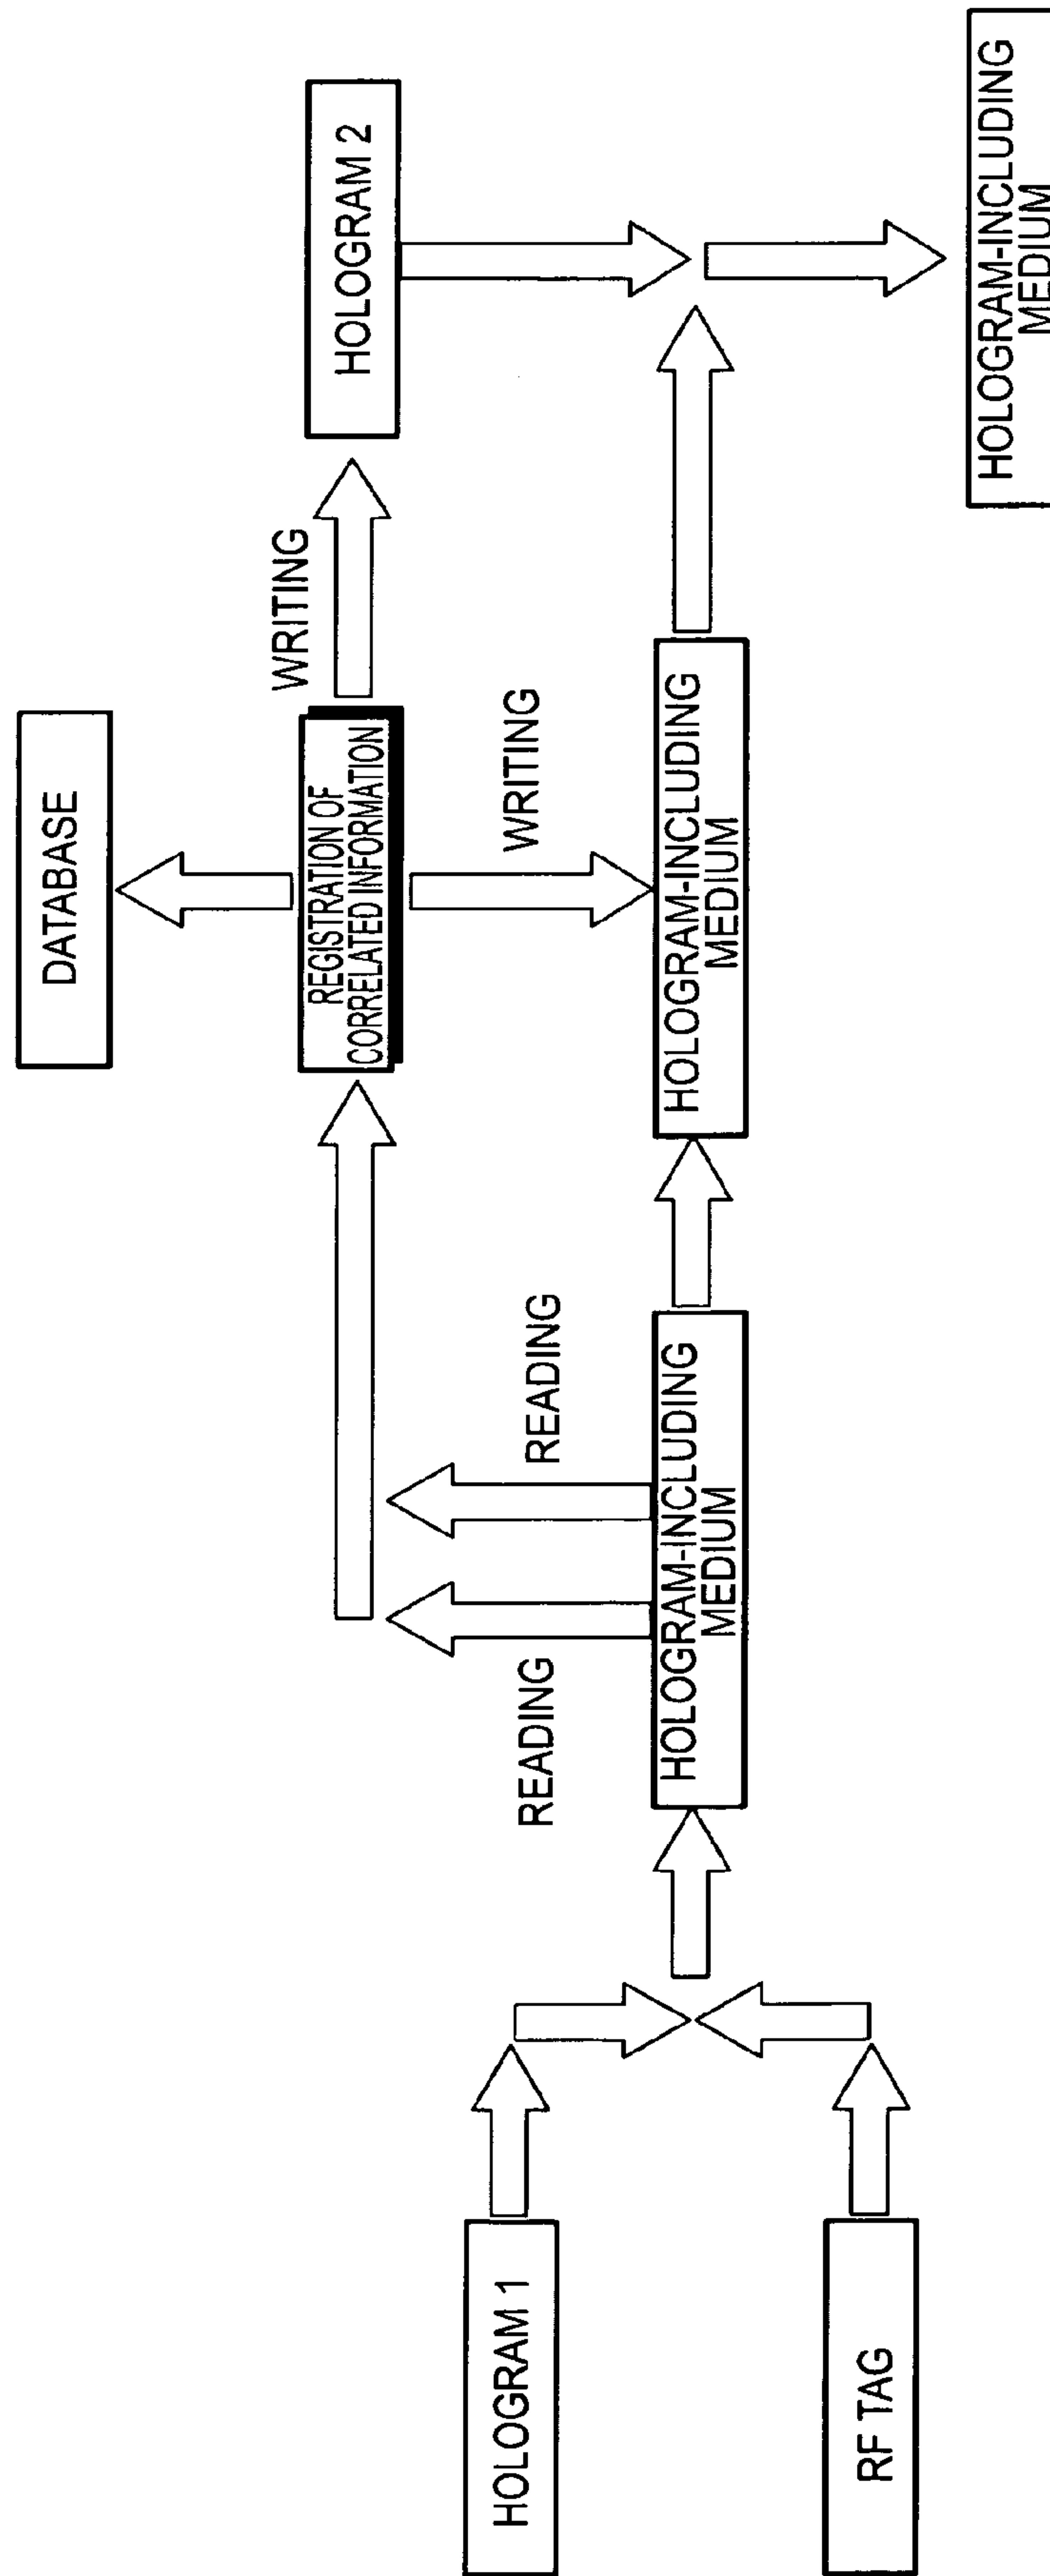 DATABASE
REGISTRATION OF
CORRELATED INFORMATION
WRITING
HOLOGRAM 2
WRITING
READING
READING
HOLOGRAM 1
RF TAG
HOLOGRAM-INCLUDING
MEDIUM
HOLOGRAM-INCLUDING
MEDIUM
HOLOGRAM-INCLUDING
MEDIUM